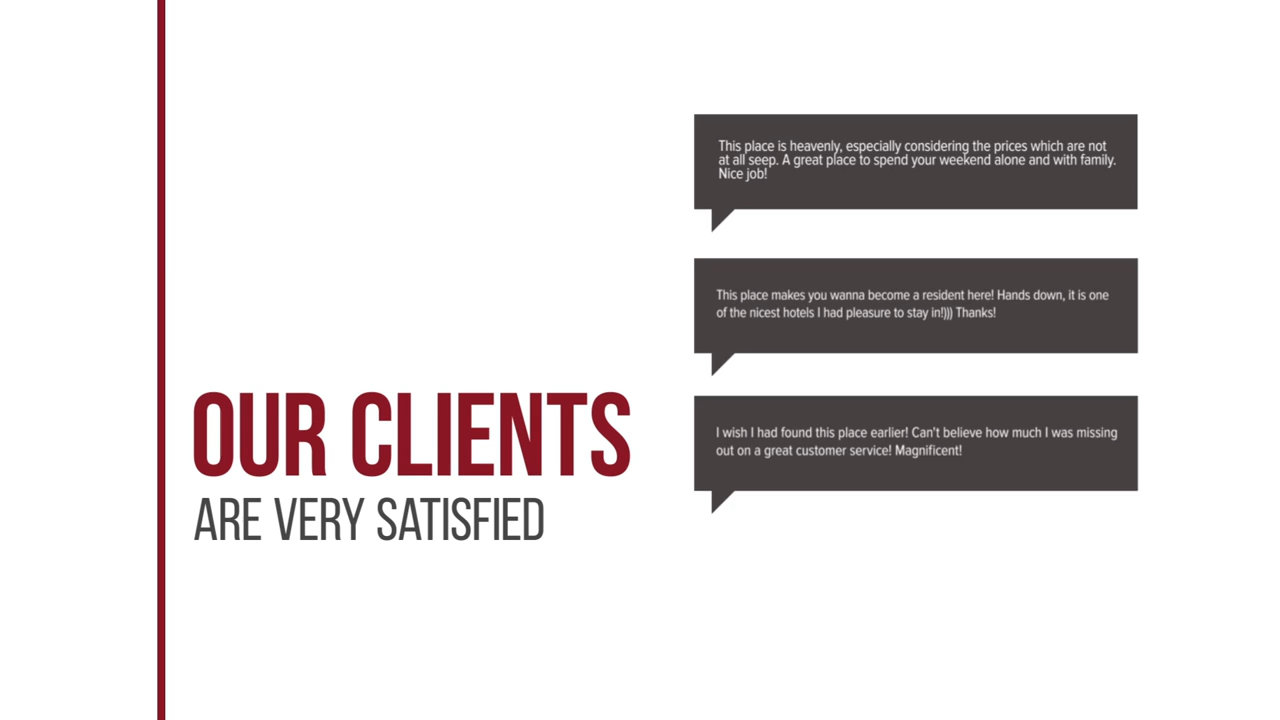 OUR CLIENTS
ARE VERY SATISFIED
This place is heavenly, especially considering the prices which are not
at all seep. A great place to spend your weekend alone and with family.
Nice job!
This place makes you wanna become a resident here! Hands down, it is one
of the nicest hotels I had pleasure to stay in!))) Thanks!
I wish I had found this place earlier! Can't believe how much I was missing
out on a great customer service! Magnificent!